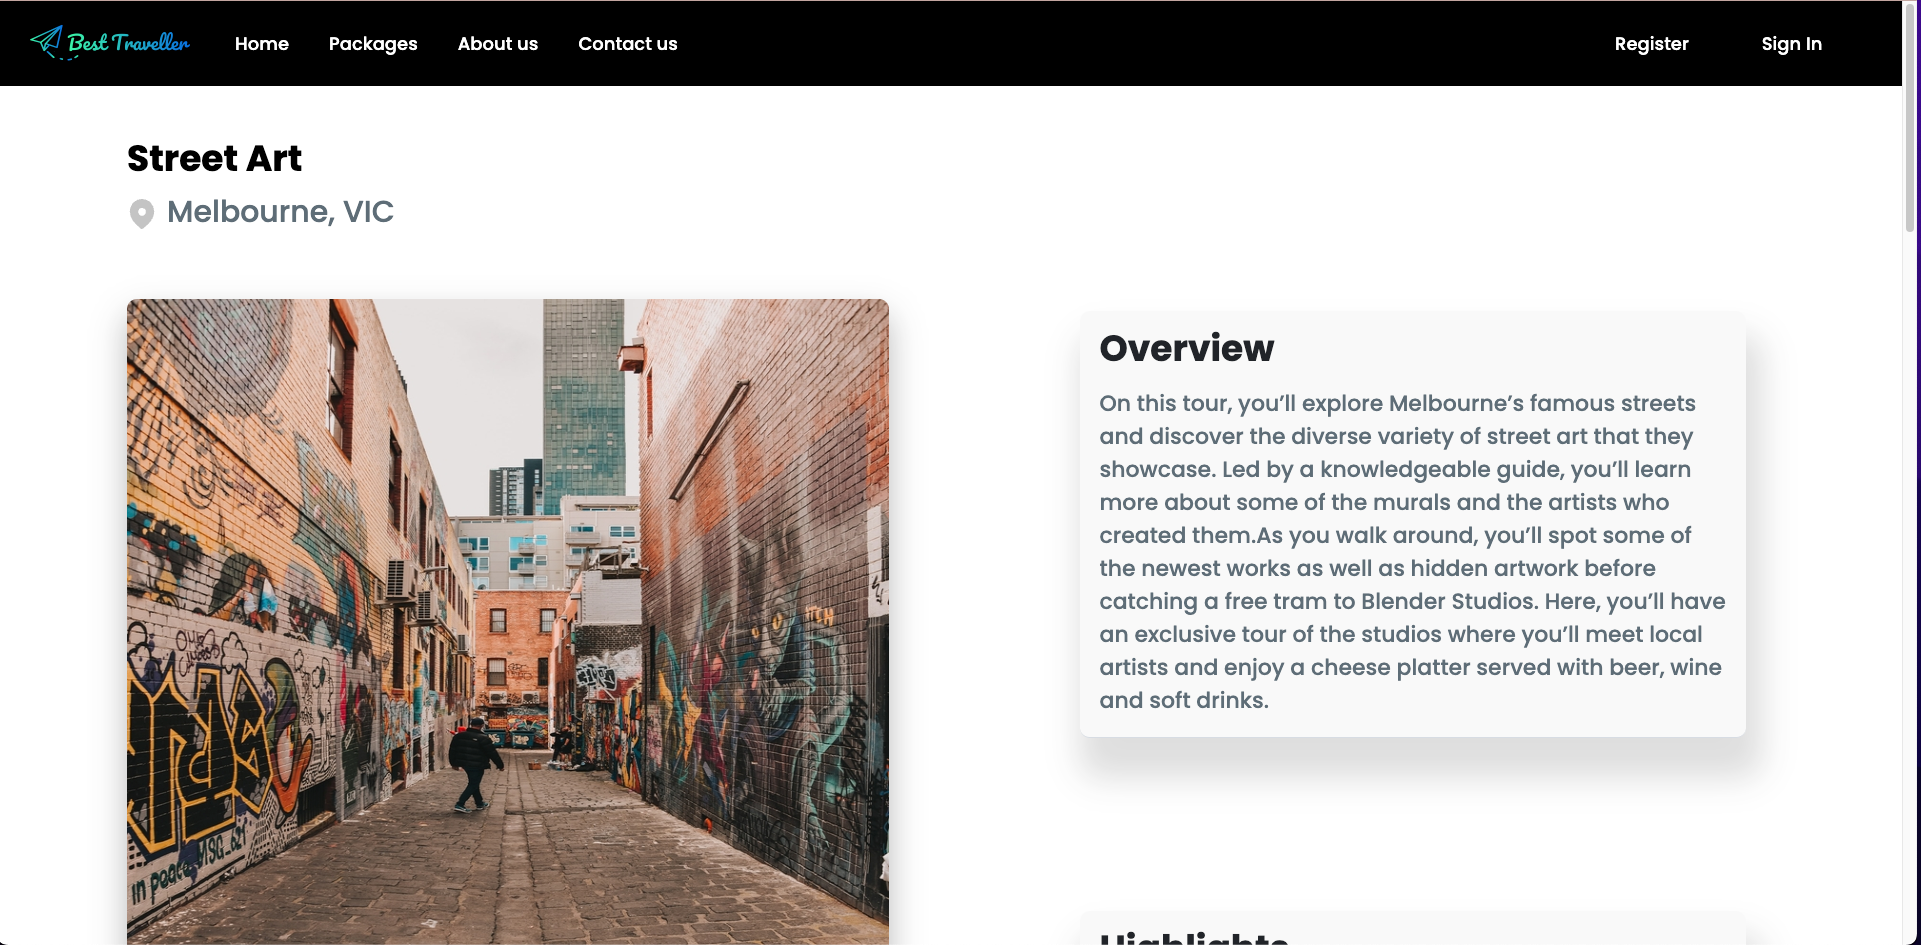 Best Traveller
Home
Packages
About us
Contact us
Register
Sign In
Street Art
Melbourne, VIC
MSG_621
in peace
Overview
On this tour, you’ll explore Melbourne’s famous streets
and discover the diverse variety of street art that they
showcase. Led by a knowledgeable guide, you’ll learn
more about some of the murals and the artists who
created them.As you walk around, you’ll spot some of
the newest works as well as hidden artwork before
catching a free tram to Blender Studios. Here, you’ll have
an exclusive tour of the studios where you’ll meet local
artists and enjoy a cheese platter served with beer, wine
and soft drinks.
Highlights